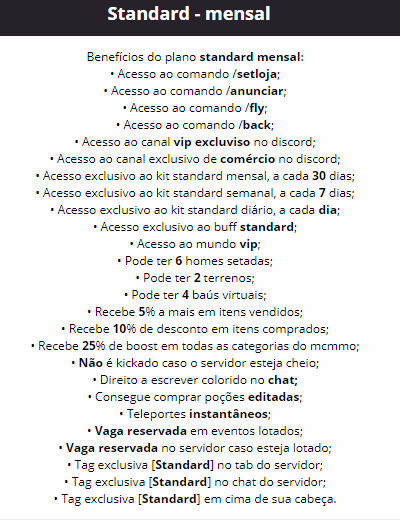 Standard - mensal
Benefícios do plano standard mensal:
• Acesso ao comando /setloja;
• Acesso ao comando /anunciar;
• Acesso ao comando /fly;
• Acesso ao comando /back;
• Acesso ao canal vip excluviso no discord;
• Acesso ao canal exclusivo de comércio no discord;
• Acesso exclusivo ao kit standard mensal, a cada 30 dias;
• Acesso exclusivo ao kit standard semanal, a cada 7 dias;
• Acesso exclusivo ao kit standard diário, a cada dia;
• Acesso exclusivo ao buff standard;
• Acesso ao mundo vip;
• Pode ter 6 homes setadas;
• Pode ter 2 terrenos;
• Pode ter 4 baús virtuais;
• Recebe 5% a mais em itens vendidos;
• Recebe 10% de desconto em itens comprados;
• Recebe 25% de boost em todas as categorias do mcmmo;
• Não é kickado caso o servidor esteja cheio;
• Direito a escrever colorido no chat;
• Consegue comprar poções editadas;
• Teleportes instantâneos;
• Vaga reservada em eventos lotados;
• Vaga reservada no servidor caso esteja lotado;
• Tag exclusiva [Standard] no tab do servidor;
• Tag exclusiva [Standard] no chat do servidor;
• Tag exclusiva [Standard] em cima de sua cabeça.